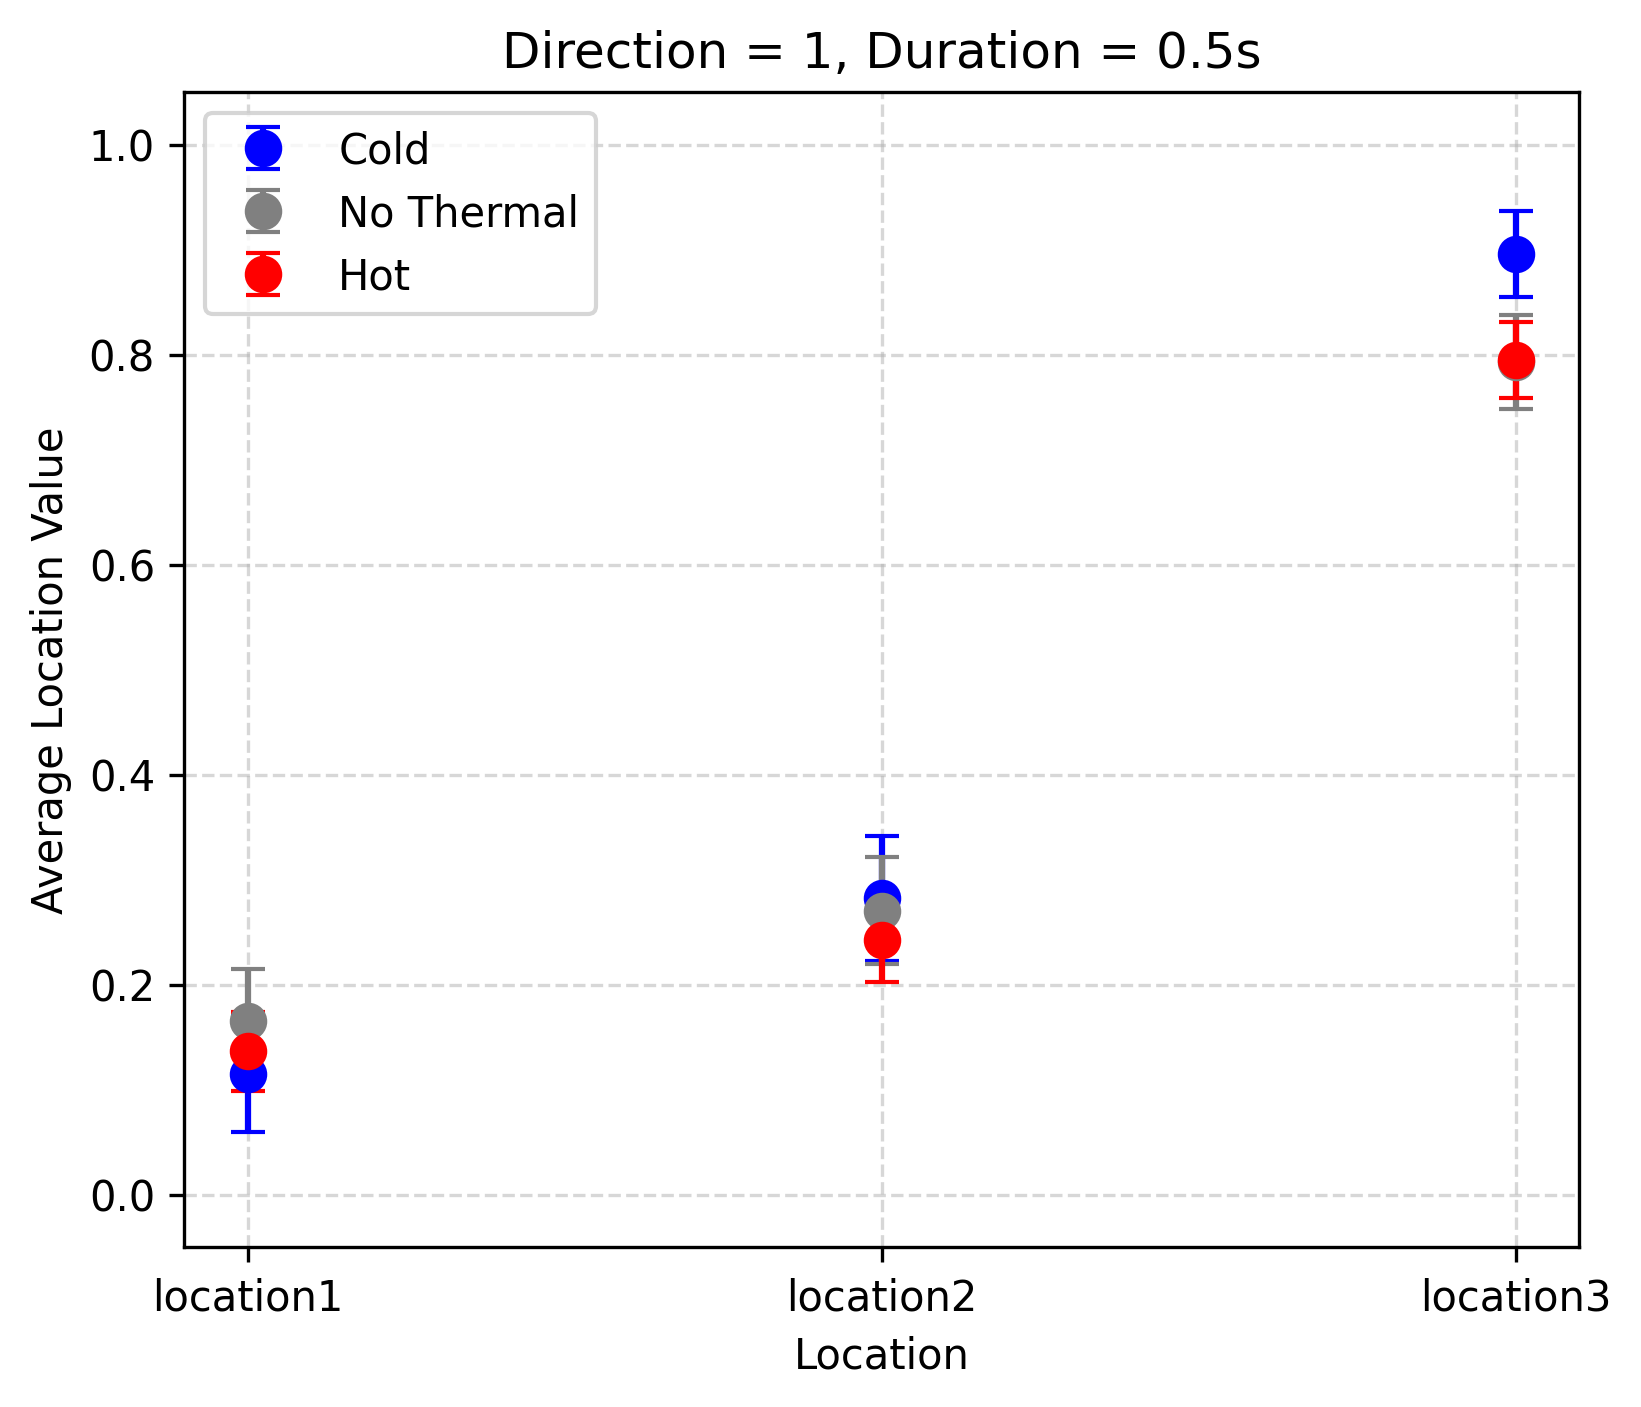 Direction = 1, Duration = 0.5s
Cold
No Thermal
Hot
1.0
0.8
0.6
0.4
0.2
0.0
Average Location Value
location1
location2
location3
Location